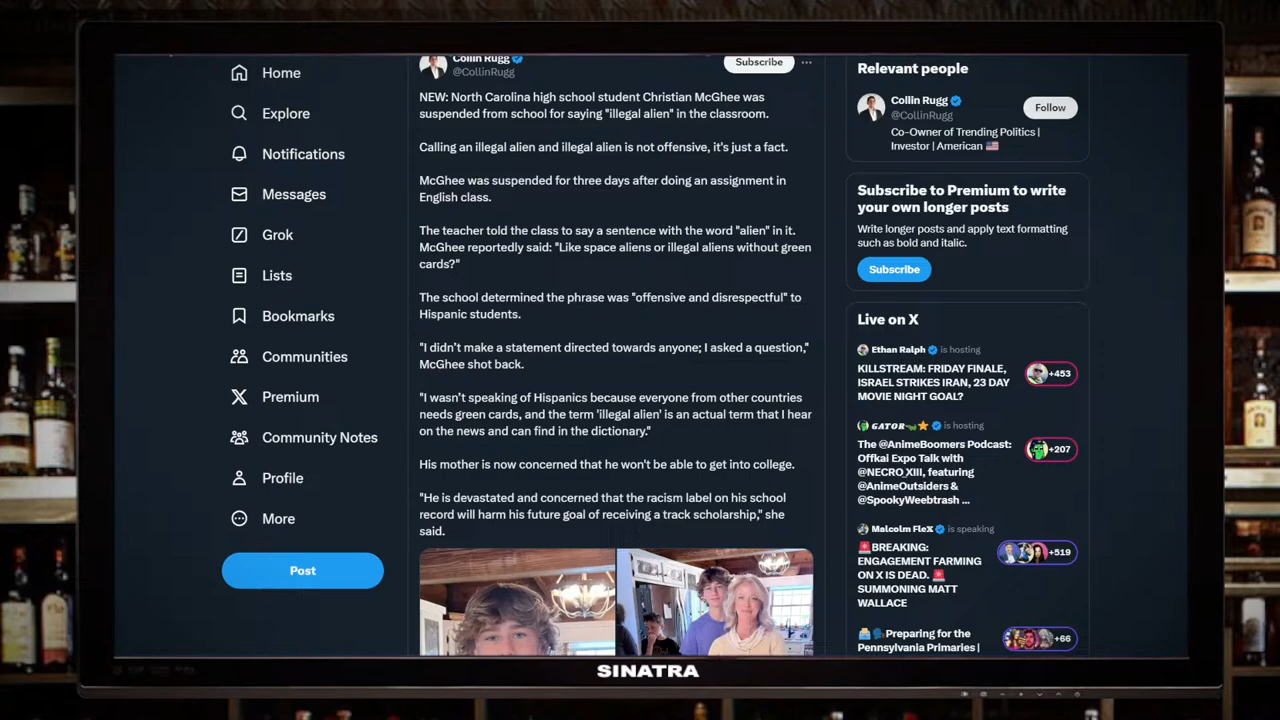 Home
Explore
Notifications
Messages
Grok
Lists
Bookmarks
Communities
Premium
Community Notes
Profile
More
Post
Collin Rugg
@CollinRugg
Subscribe
NEW: North Carolina high school student Christian McGhee was
suspended from school for saying "illegal alien" in the classroom.
Calling an illegal alien and illegal alien is not offensive, it's just a fact.
McGhee was suspended for three days after doing an assignment in
English class.
The teacher told the class to say a sentence with the word "alien" in it.
McGhee reportedly said: "Like space aliens or illegal aliens without green
cards?"
The school determined the phrase was "offensive and disrespectful" to
Hispanic students.
"I didn't make a statement directed towards anyone; I asked a question,"
McGhee shot back.
"I wasn't speaking of Hispanics because everyone from other countries
needs green cards, and the term 'illegal alien' is an actual term that I hear
on the news and can find in the dictionary."
His mother is now concerned that he won't be able to get into college.
"He is devastated and concerned that the racism label on his school
record will harm his future goal of receiving a track scholarship," she
said.
Relevant people
Collin Rugg
@CollinRugg
Follow
Co-Owner of Trending Politics |
Investor | American 🇺🇸
Subscribe to Premium to write
your own longer posts
Write longer posts and apply text formatting
such as bold and italic.
Subscribe
Live on X
Ethan Ralph is hosting
KILLSTREAM: FRIDAY FINALE,
ISRAEL STRIKES IRAN, 23 DAY
MOVIE NIGHT GOAL?
+453
GATOR is hosting
The @AnimeBoomers Podcast:
Offkai Expo Talk with
@NECRO_XIII, featuring
@AnimeOutsiders &
@SpookyWeebtrash ...
+207
Malcolm FleX is speaking
🚨BREAKING:
ENGAGEMENT FARMING
ON X IS DEAD. 🚨
SUMMONING MATT
WALLACE
+519
Preparing for the
Pennsylvania Primaries |
+66
SINATRA